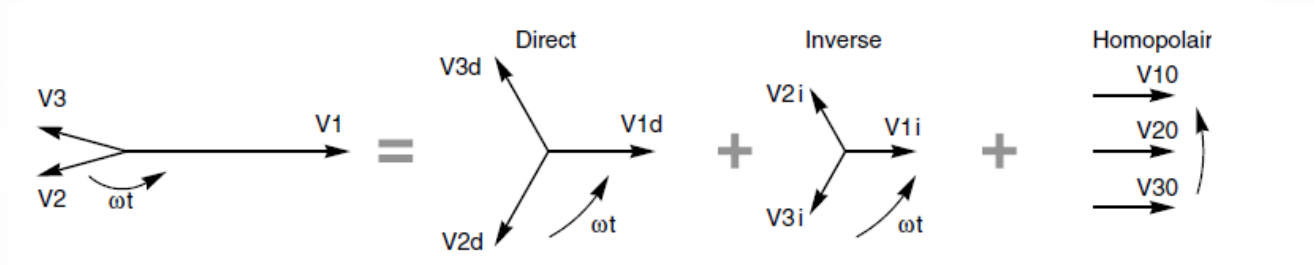 Direct
Inverse
Homopolair
V3
V1
V2
ωt
=
V3d
V1d
V2d
ωt
+
V2i
V1i
V3i
ωt
+
V10
V20
V30